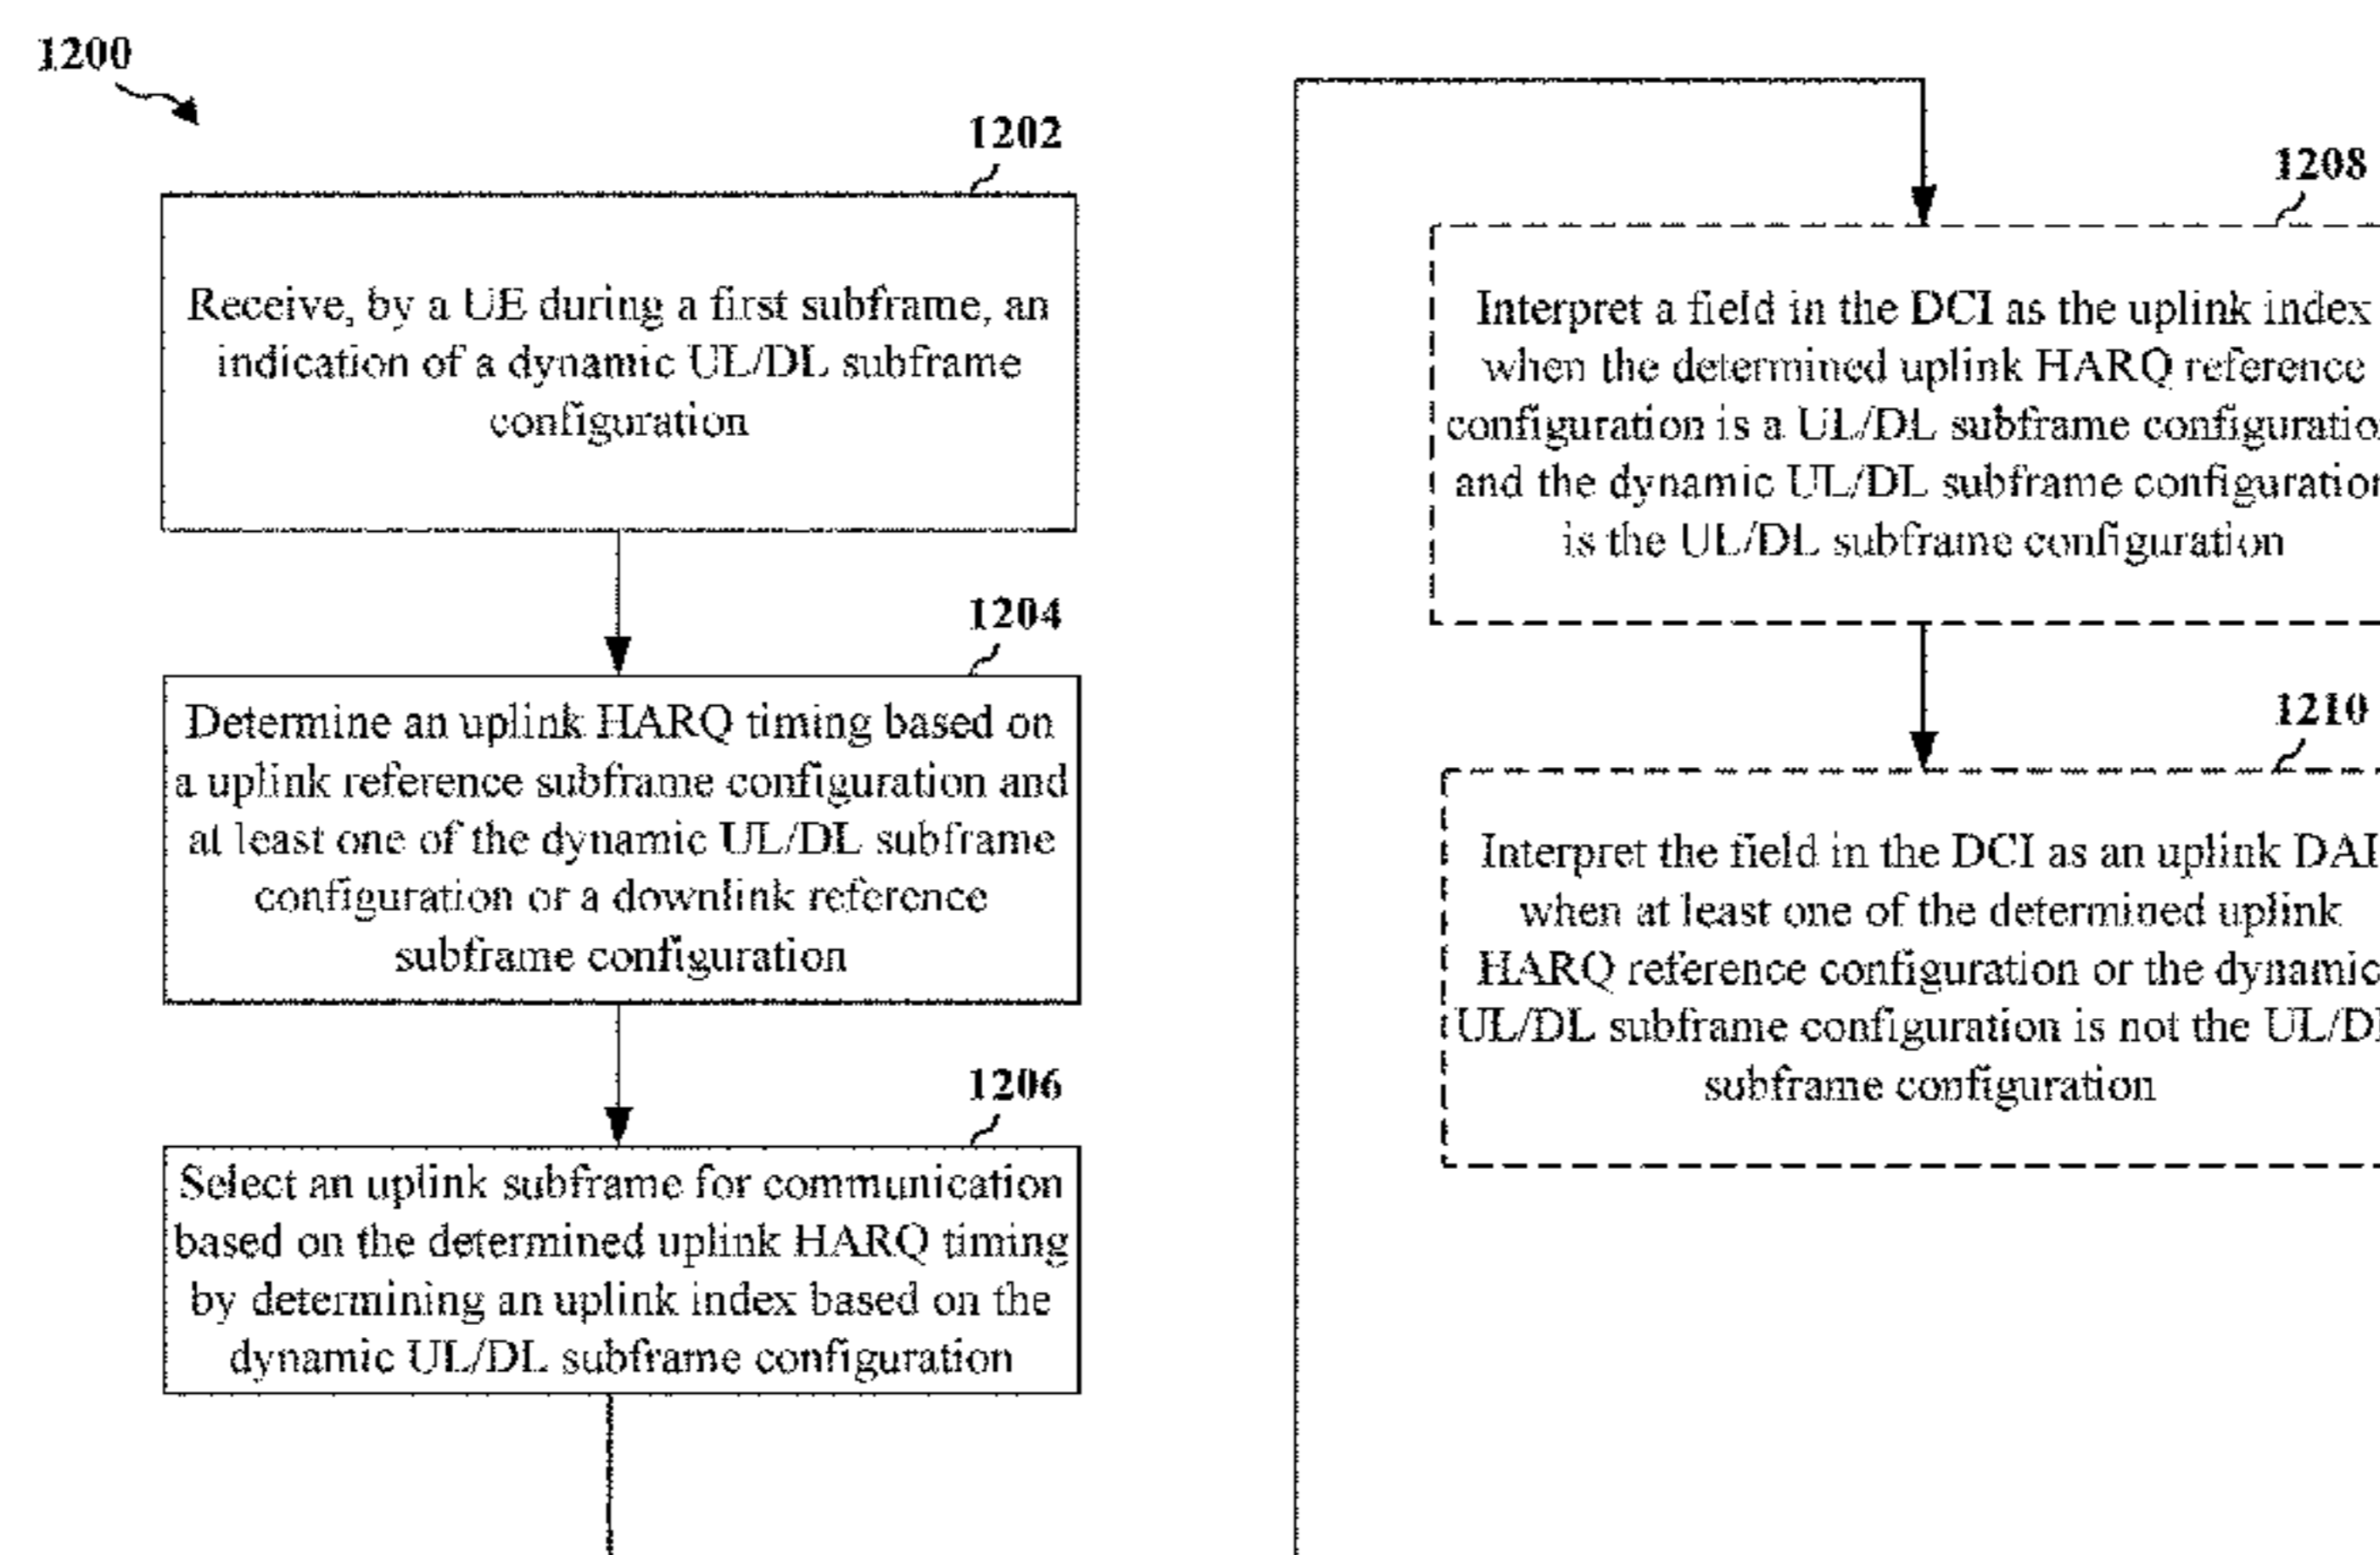 1200
1202
Receive, by a UE during a first subframe, an
indication of a dynamic UL/DL subframe
configuration
1204
Determine an uplink HARQ timing based on
a uplink reference subframe configuration and
at least one of the dynamic UL/DL subframe
configuration or a downlink reference
subframe configuration
1206
Select an uplink subframe for communication
based on the determined uplink HARQ timing
by determining an uplink index based on the
dynamic UL/DL subframe configuration
1208
Interpret a field in the DCI as the uplink index
when the determined uplink HARQ reference
configuration is a UL/DL subframe configuration
and the dynamic UL/DL subframe configuration
is the UL/DL subframe configuration
1210
Interpret the field in the DCI as an uplink DAI
when at least one of the determined uplink
HARQ reference configuration or the dynamic
UL/DL subframe configuration is not the UL/DL
subframe configuration